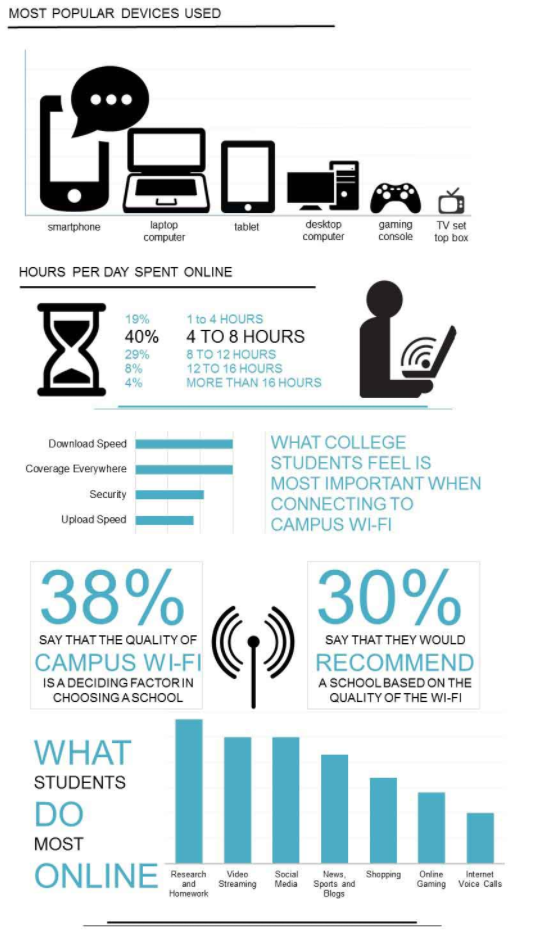 MOST POPULAR DEVICES USED
smartphone
laptop
computer
tablet
desktop
computer
gaming
console
TV set
top box
HOURS PER DAY SPENT ONLINE
19% 1 to 4 HOURS
40% 4 TO 8 HOURS
29% 8 TO 12 HOURS
8% 12 TO 16 HOURS
4% MORE THAN 16 HOURS
Download Speed
Coverage Everywhere
Security
Upload Speed
WHAT COLLEGE
STUDENTS FEEL IS
MOST IMPORTANT WHEN
CONNECTING TO
CAMPUS WI-FI
38%
SAY THAT THE QUALITY OF
CAMPUS WI-FI
IS A DECIDING FACTOR IN
CHOOSING A SCHOOL
30%
SAY THAT THEY WOULD
RECOMMEND
A SCHOOL BASED ON THE
QUALITY OF THE WI-FI
WHAT
STUDENTS
DO
MOST
ONLINE
Research
and
Homework
Video
Streaming
Social
Media
News,
Sports and
Blogs
Shopping
Online
Gaming
Internet
Voice Calls